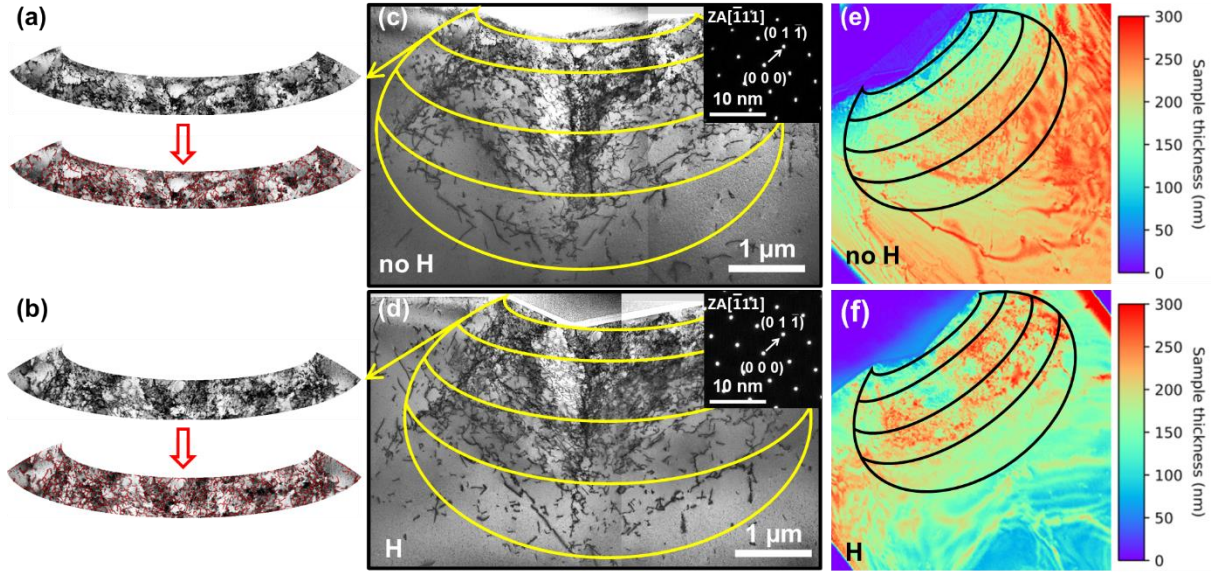 (a)
(b)
(c)
ZA[1̅11]
(0 1 1̅)
(0 0 0)
10 nm
no H
1 µm
(d)
ZA[1̅11]
(0 1 1̅)
(0 0 0)
10 nm
H
1 µm
(e)
no H
300
250
200
150
100
50
0
Sample thickness (nm)
(f)
H
300
250
200
150
100
50
0
Sample thickness (nm)